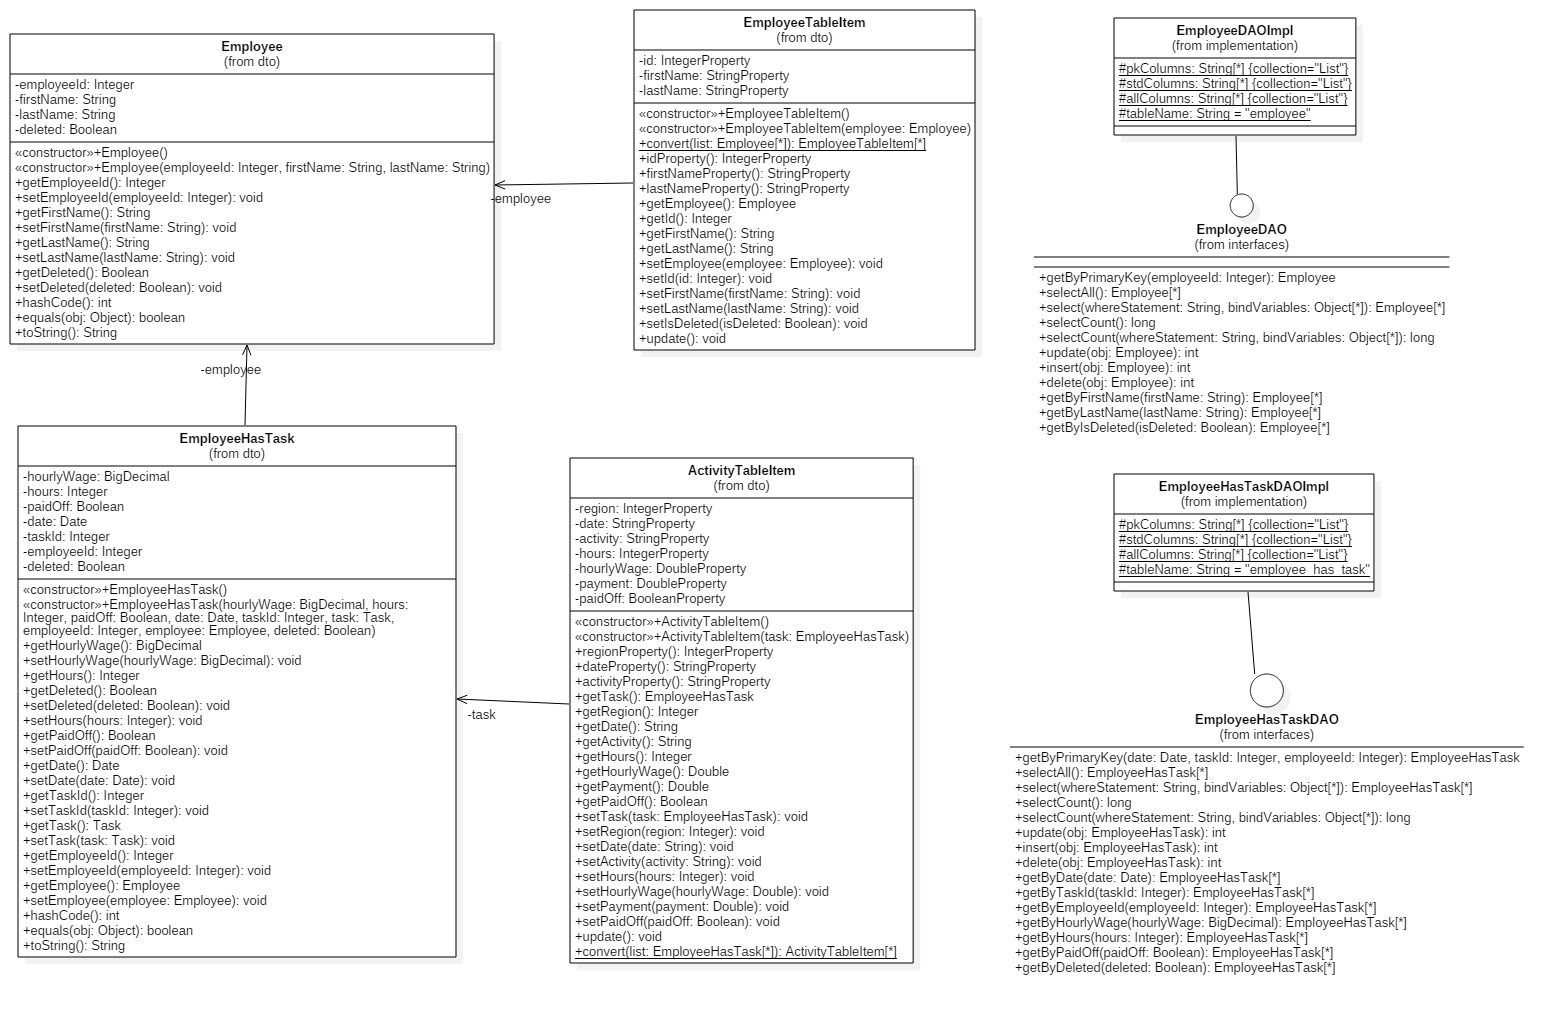 Employee
(from dto)
-employeeId: Integer
-firstName: String
-lastName: String
-deleted: Boolean
«constructor»+Employee()
«constructor»+Employee(employeeId: Integer, firstName: String, lastName: String)
+getEmployeeId(): Integer
+setEmployeeId(employeeId: Integer): void
+getFirstName(): String
+setFirstName(firstName: String): void
+getLastName(): String
+setLastName(lastName: String): void
+getDeleted(): Boolean
+setDeleted(deleted: Boolean): void
+hashCode(): int
+equals(obj: Object): boolean
+toString(): String
-employee
EmployeeTableItem
(from dto)
-id: IntegerProperty
-firstName: StringProperty
-lastName: StringProperty
«constructor»+EmployeeTableItem()
«constructor»+EmployeeTableItem(employee: Employee)
+convert(list: Employee[*]): EmployeeTableItem[*]
+idProperty(): IntegerProperty
+firstNameProperty(): StringProperty
+lastNameProperty(): StringProperty
+getEmployee(): Employee
+getId(): Integer
+getFirstName(): String
+getLastName(): String
+setEmployee(employee: Employee): void
+setId(id: Integer): void
+setFirstName(firstName: String): void
+setLastName(lastName: String): void
+setIsDeleted(isDeleted: Boolean): void
+update(): void
EmployeeDAOImpl
(from implementation)
#pkColumns: String[*] {collection="List"}
#stdColumns: String[*] {collection="List"}
#allColumns: String[*] {collection="List"}
#tableName: String = "employee"
EmployeeDAO
(from interfaces)
+getByPrimaryKey(employeeId: Integer): Employee
+selectAll(): Employee[*]
+select(whereStatement: String, bindVariables: Object[*]): Employee[*]
+selectCount(): long
+selectCount(whereStatement: String, bindVariables: Object[*]): long
+update(obj: Employee): int
+insert(obj: Employee): int
+delete(obj: Employee): int
+getByFirstName(firstName: String): Employee[*]
+getByLastName(lastName: String): Employee[*]
+getByIsDeleted(isDeleted: Boolean): Employee[*]
-employee
EmployeeHasTask
(from dto)
-hourlyWage: BigDecimal
-hours: Integer
-paidOff: Boolean
-date: Date
-taskId: Integer
-employeeId: Integer
-deleted: Boolean
«constructor»+EmployeeHasTask()
«constructor»+EmployeeHasTask(hourlyWage: BigDecimal, hours:
Integer, paidOff: Boolean, date: Date, taskId: Integer, task: Task,
employeeId: Integer, employee: Employee, deleted: Boolean)
+getHourlyWage(): BigDecimal
+setHourlyWage(hourlyWage: BigDecimal): void
+getHours(): Integer
+getDeleted(): Boolean
+setDeleted(deleted: Boolean): void
+setHours(hours: Integer): void
+getPaidOff(): Boolean
+setPaidOff(paidOff: Boolean): void
+getDate(): Date
+setDate(date: Date): void
+getTaskId(): Integer
+setTaskId(taskId: Integer): void
+getTask(): Task
+setTask(task: Task): void
+getEmployeeId(): Integer
+setEmployeeId(employeeId: Integer): void
+getEmployee(): Employee
+setEmployee(employee: Employee): void
+hashCode(): int
+equals(obj: Object): boolean
+toString(): String
-task
ActivityTableItem
(from dto)
-region: IntegerProperty
-date: StringProperty
-activity: StringProperty
-hours: IntegerProperty
-hourlyWage: DoubleProperty
-payment: DoubleProperty
-paidOff: BooleanProperty
«constructor»+ActivityTableItem()
«constructor»+ActivityTableItem(task: EmployeeHasTask)
+regionProperty(): IntegerProperty
+dateProperty(): StringProperty
+activityProperty(): StringProperty
+getTask(): EmployeeHasTask
+getRegion(): Integer
+getDate(): String
+getActivity(): String
+getHours(): Integer
+getHourlyWage(): Double
+getPayment(): Double
+getPaidOff(): Boolean
+setTask(task: EmployeeHasTask): void
+setRegion(region: Integer): void
+setDate(date: String): void
+setActivity(activity: String): void
+setHours(hours: Integer): void
+setHourlyWage(hourlyWage: Double): void
+setPayment(payment: Double): void
+setPaidOff(paidOff: Boolean): void
+update(): void
+convert(list: EmployeeHasTask[*]): ActivityTableItem[*]
EmployeeHasTaskDAOImpl
(from implementation)
#pkColumns: String[*] {collection="List"}
#stdColumns: String[*] {collection="List"}
#allColumns: String[*] {collection="List"}
#tableName: String = "employee_has_task"
EmployeeHasTaskDAO
(from interfaces)
+getByPrimaryKey(date: Date, taskId: Integer, employeeId: Integer): EmployeeHasTask
+selectAll(): EmployeeHasTask[*]
+select(whereStatement: String, bindVariables: Object[*]): EmployeeHasTask[*]
+selectCount(): long
+selectCount(whereStatement: String, bindVariables: Object[*]): long
+update(obj: EmployeeHasTask): int
+insert(obj: EmployeeHasTask): int
+delete(obj: EmployeeHasTask): int
+getByDate(date: Date): EmployeeHasTask[*]
+getByTaskId(taskId: Integer): EmployeeHasTask[*]
+getByEmployeeId(employeeId: Integer): EmployeeHasTask[*]
+getByHourlyWage(hourlyWage: BigDecimal): EmployeeHasTask[*]
+getByHours(hours: Integer): EmployeeHasTask[*]
+getByPaidOff(paidOff: Boolean): EmployeeHasTask[*]
+getByDeleted(deleted: Boolean): EmployeeHasTask[*]